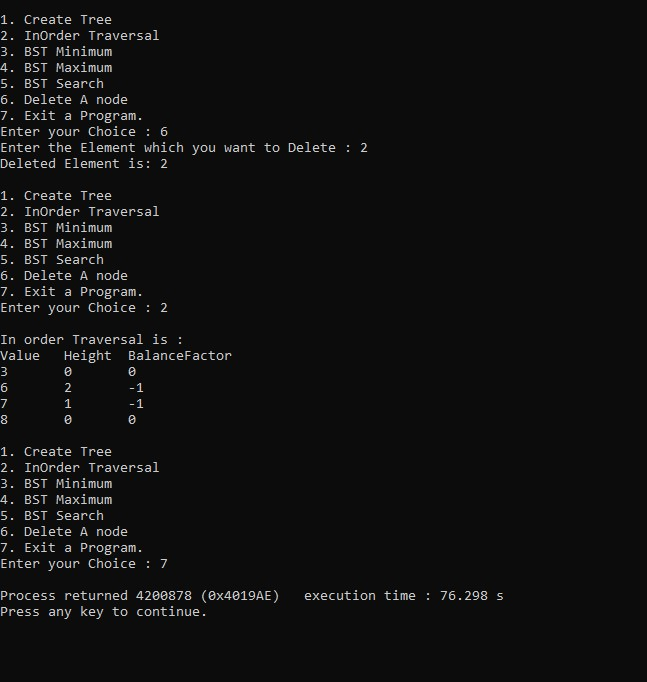 1. Create Tree
2. InOrder Traversal
3. BST Minimum
4. BST Maximum
5. BST Search
6. Delete A node
7. Exit a Program.
Enter your Choice : 6
Enter the Element which you want to Delete : 2
Deleted Element is: 2
1. Create Tree
2. InOrder Traversal
3. BST Minimum
4. BST Maximum
5. BST Search
6. Delete A node
7. Exit a Program.
Enter your Choice : 2
In order Traversal is :
Value   Height  BalanceFactor
3       0       0
6       2       -1
7       1       -1
8       0       0
1. Create Tree
2. InOrder Traversal
3. BST Minimum
4. BST Maximum
5. BST Search
6. Delete A node
7. Exit a Program.
Enter your Choice : 7
Process returned 4200878 (0x4019AE)   execution time : 76.298 s
Press any key to continue.